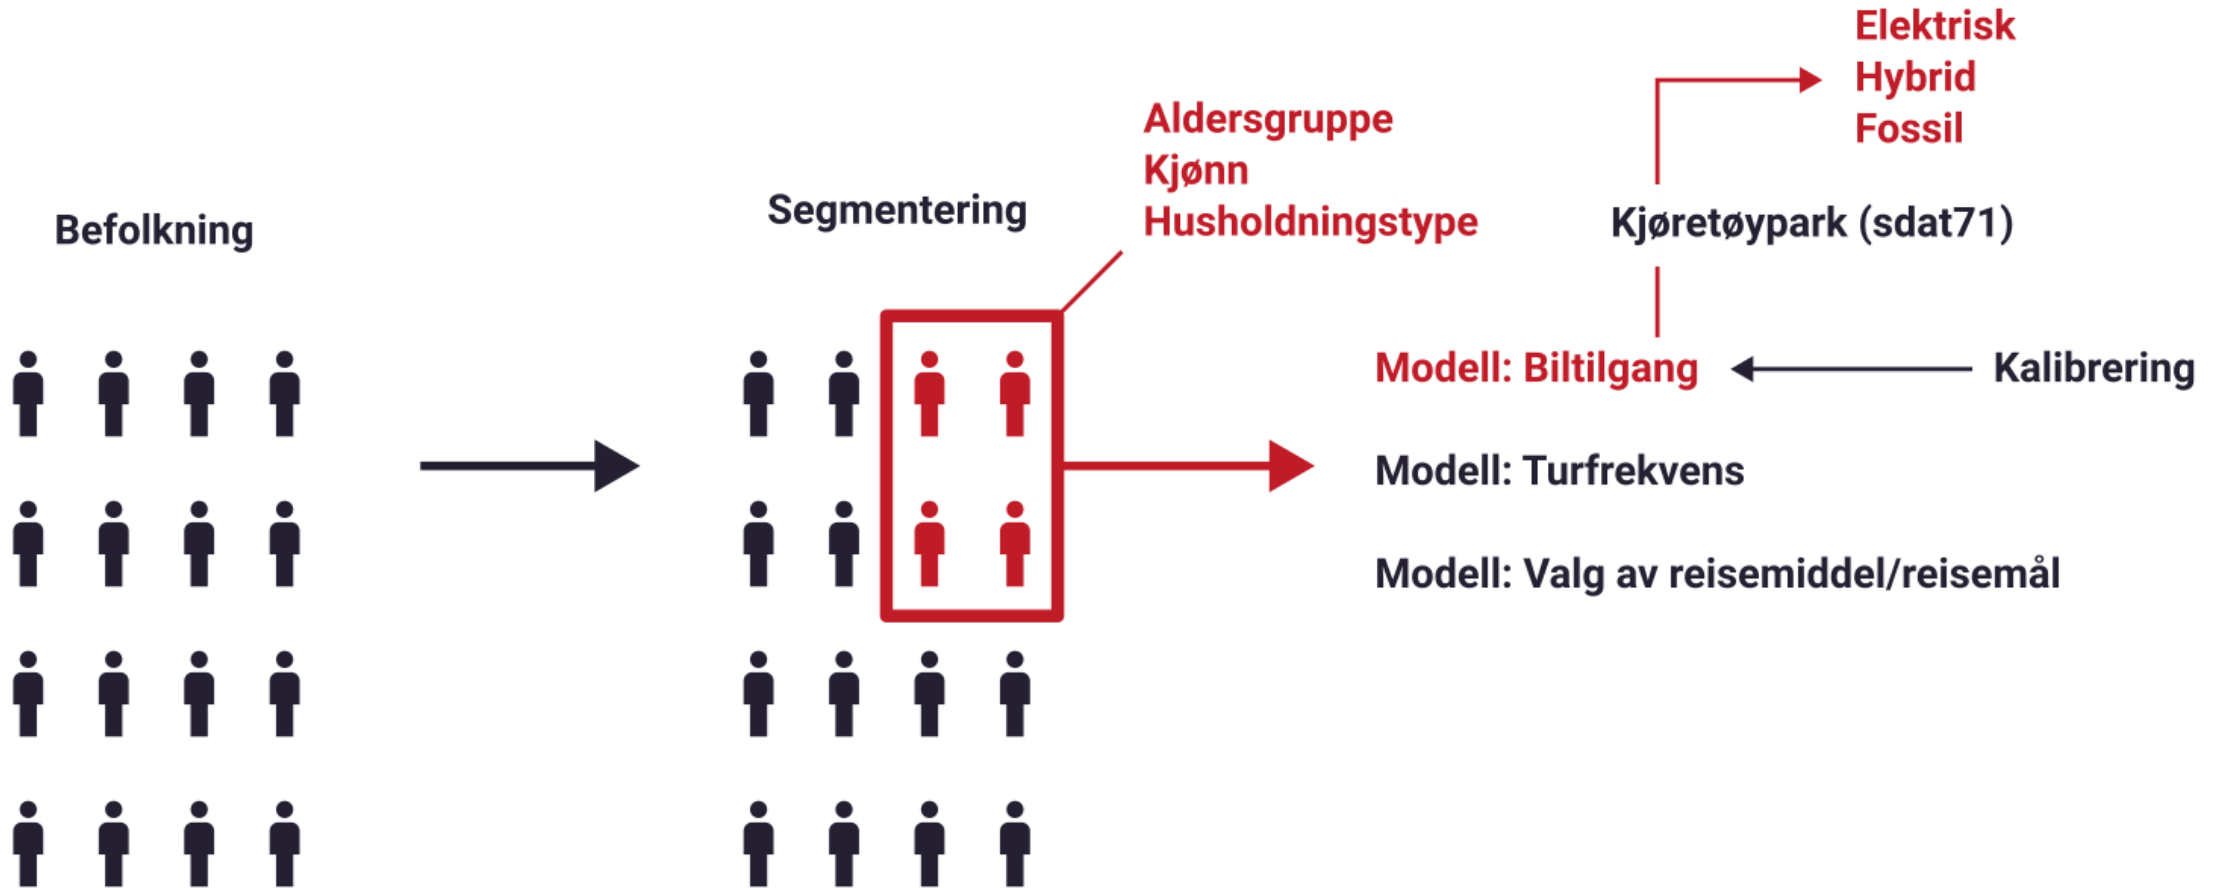 Befolkning
Segmentering
Aldersgruppe
Kjønn
Husholdningstype
Elektrisk
Hybrid
Fossil
Kjøretøypark (sdat71)
Modell: Biltilgang
Kalibrering
Modell: Turfrekvens
Modell: Valg av reisemiddel/reisemål